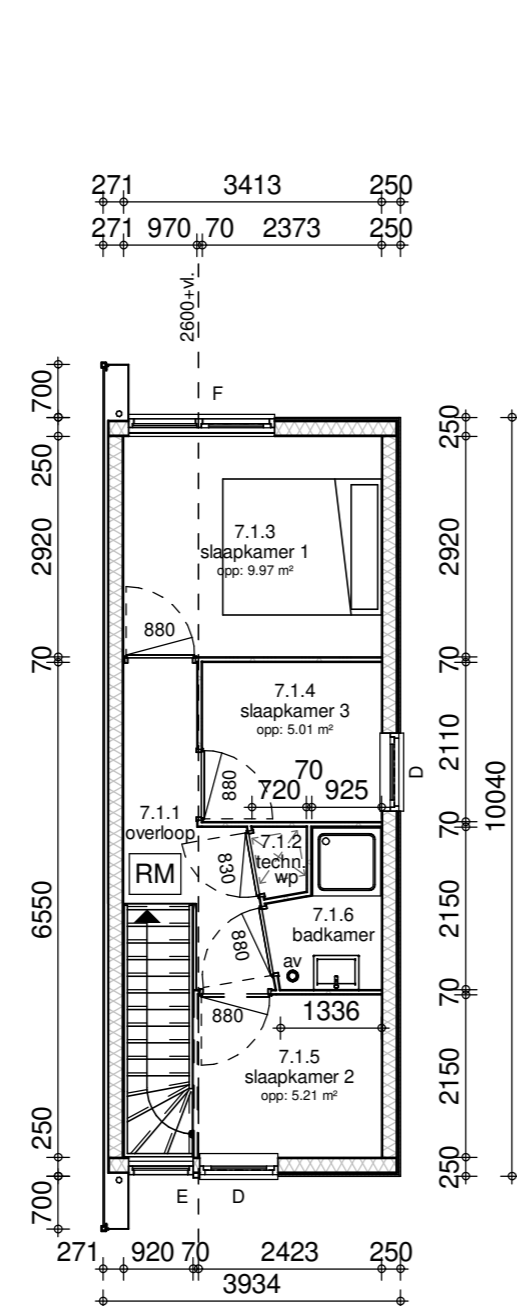 271 3413 250
271 970 70 2373 250
2600+vl.
F
700
250
2920
70
6550
250
700
250
2920
70
2110
70
2150
70
2150
250
10040
7.1.3
slaapkamer 1
opp: 9.97 m²
880
7.1.4
slaapkamer 3
opp: 5.01 m²
D
880
70
720 925
7.1.1
overloop
7.1.2
techn.
wp
RM
830
7.1.6
badkamer
880
av
880
1336
7.1.5
slaapkamer 2
opp: 5.21 m²
E D
271 920 70 2423 250
3934